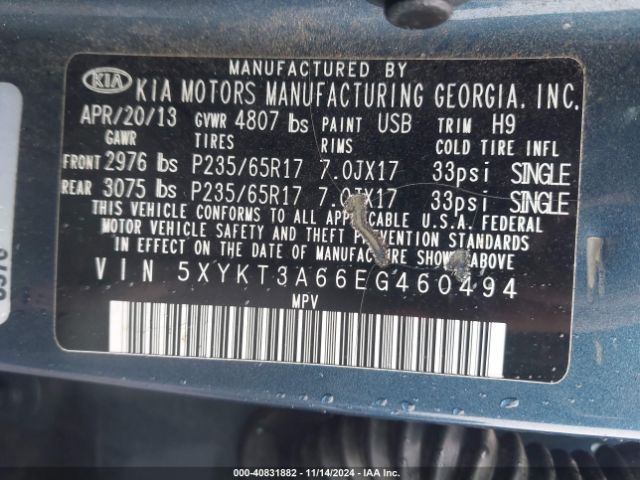 MANUFACTURED BY
KIA KIA MOTORS MANUFACTURING GEORGIA. INC.
APR/20/13 GVWR 4807 lbs PAINT USB TRIM H9
GAWR TIRES RIMS COLD TIRE INFL
FRONT 2976 lbs P235/65R17 7.0JX17 33psi SINGLE
REAR 3075 lbs P235/65R17 7.0JX17 33psi SINGLE
THIS VEHICLE CONFORMS TO ALL APPLICABLE U.S.A. FEDERAL
MOTOR VEHICLE SAFETY AND THEFT PREVENTION STANDARDS
IN EFFECT ON THE DATE OF MANUFACTURE SHOWN ABOVE
VIN 5XYKT3A66EG460494
MPV
000-40831882 - 11/14/2024 - IAA Inc.